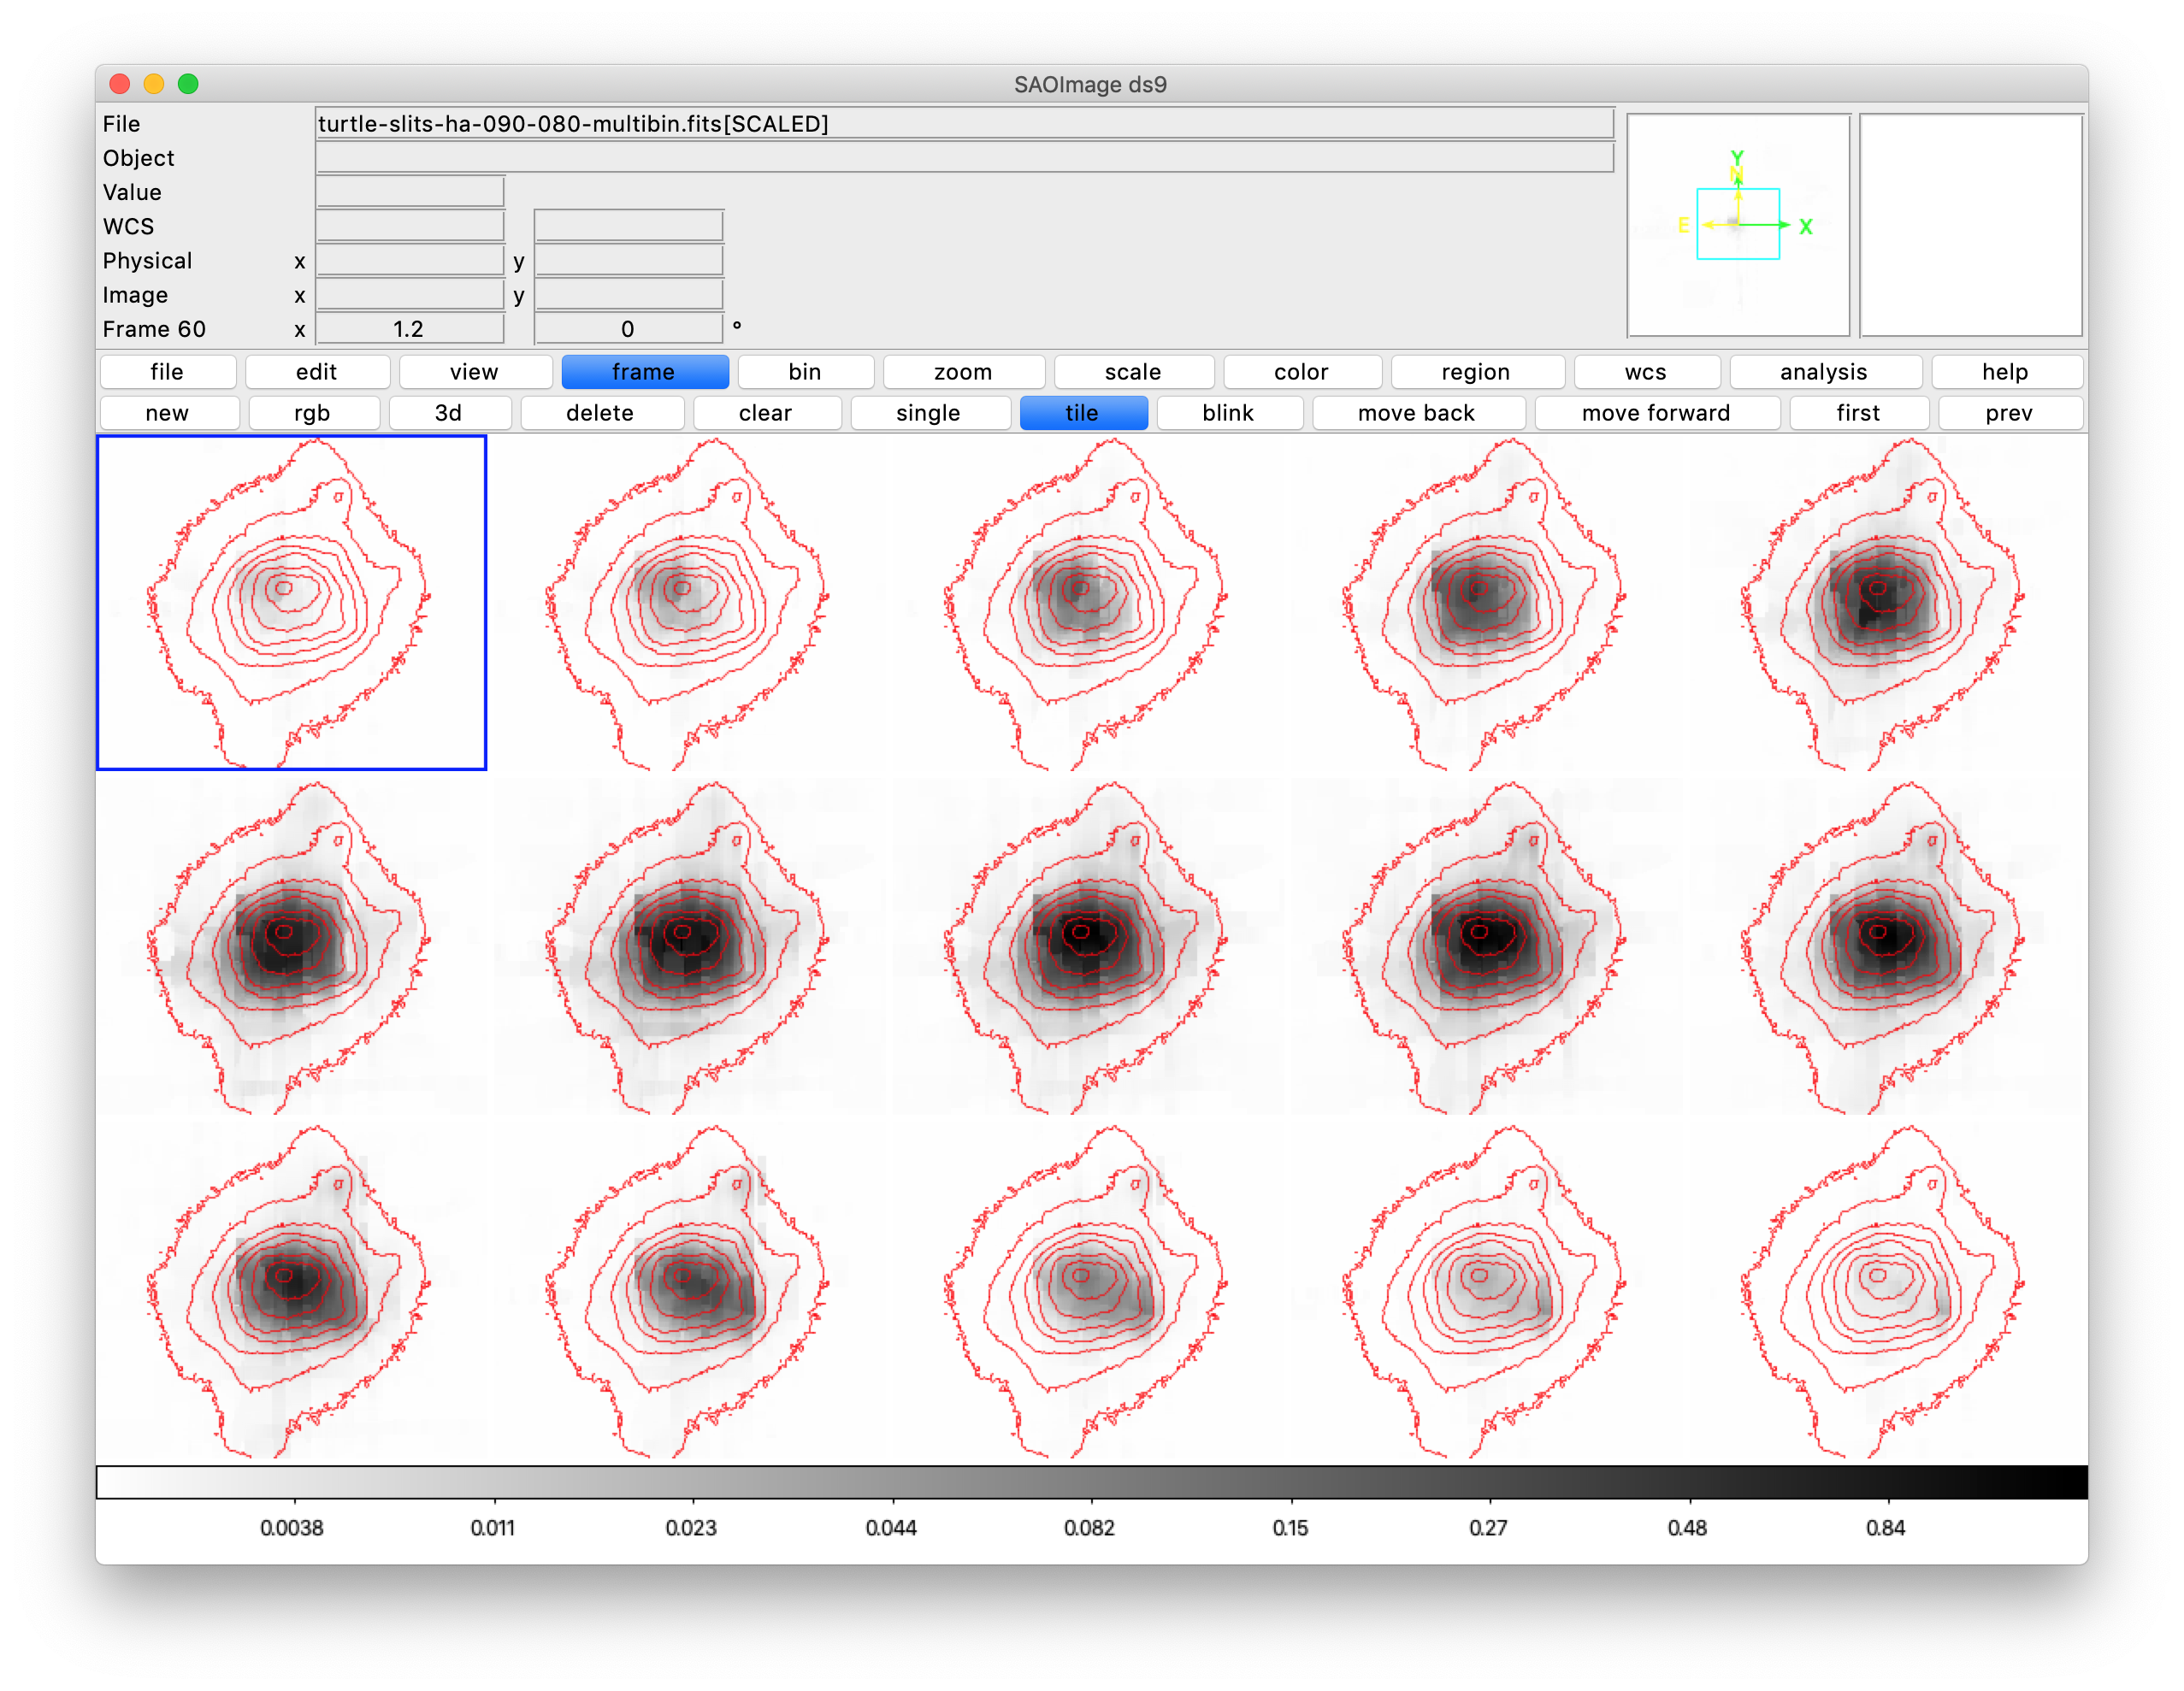 SAOImage ds9
File turtle-slits-ha-090-080-multibin.fits[SCALED]
Object
Value
WCS
Physical x y
Image x y
Frame 60 x 1.2 0 °
Y
N
E X
file edit view frame bin zoom scale color region wcs analysis help
new rgb 3d delete clear single tile blink move back move forward first prev
0.0038 0.011 0.023 0.044 0.082 0.15 0.27 0.48 0.84